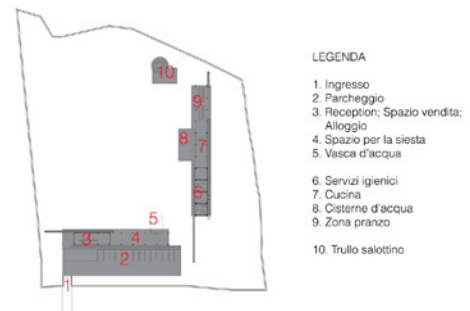 10
9
8
7
6
5
3
4
2
1
LEGENDA
1. Ingresso
2. Parcheggio
3. Reception; Spazio vendita;
Alloggio
4. Spazio per la siesta
5. Vasca d'acqua
6. Servizi igienici
7. Cucina
8. Cisterne d'acqua
9. Zona pranzo
10. Trullo salottino